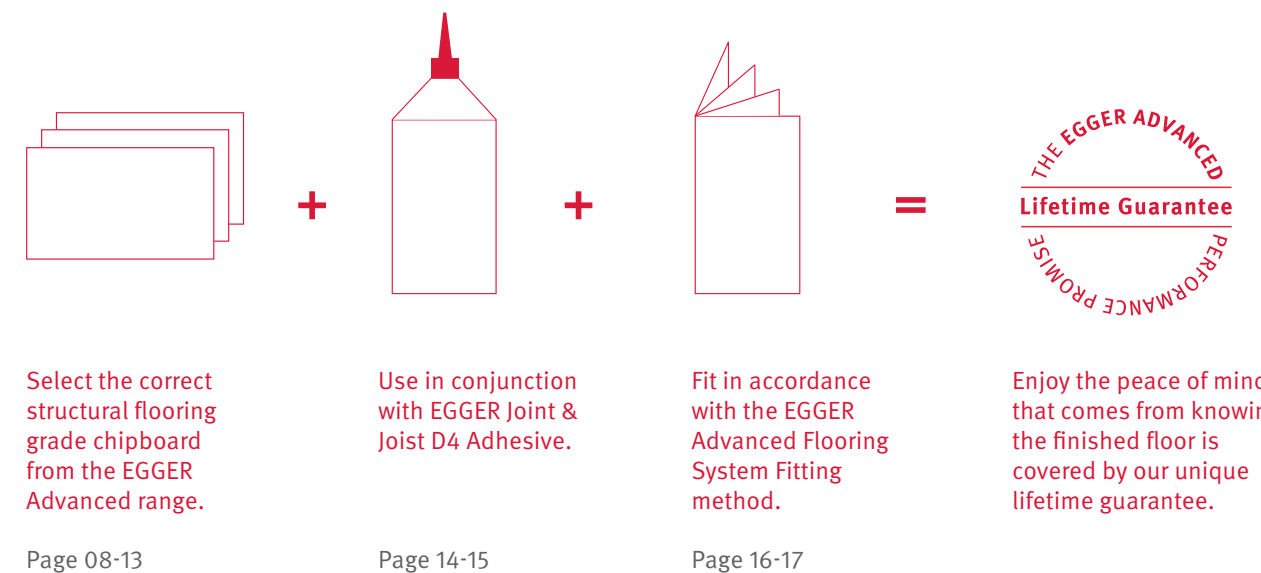 THE EGGER ADVANCED
Lifetime Guarantee
PERFORMANCE PROMISE
Select the correct
structural flooring
grade chipboard
from the EGGER
Advanced range.
Page 08-13
Use in conjunction
with EGGER Joint &
Joist D4 Adhesive.
Page 14-15
Fit in accordance
with the EGGER
Advanced Flooring
System Fitting
method.
Page 16-17
Enjoy the peace of
that comes from
the finished floor is
covered by our unique
lifetime guarantee.